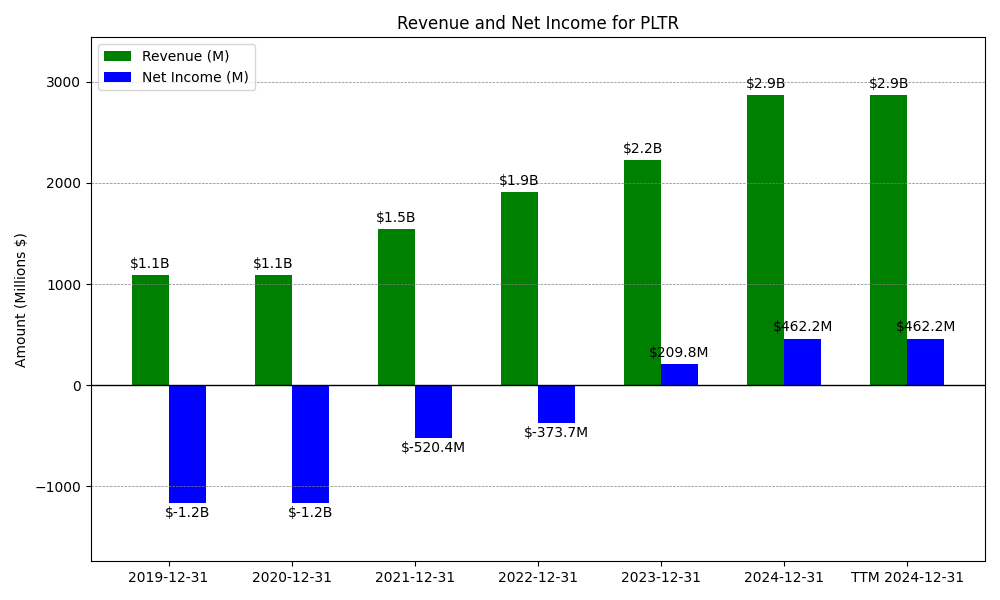 Revenue and Net Income for PLTR
Revenue (M)
Net Income (M)
Amount (Millions $)
3000
2000
1000
0
−1000
$1.1B
$1.1B
$1.5B
$1.9B
$2.2B
$2.9B
$2.9B
$-1.2B
$-1.2B
$-520.4M
$-373.7M
$209.8M
$462.2M
$462.2M
2019-12-31
2020-12-31
2021-12-31
2022-12-31
2023-12-31
2024-12-31
TTM 2024-12-31